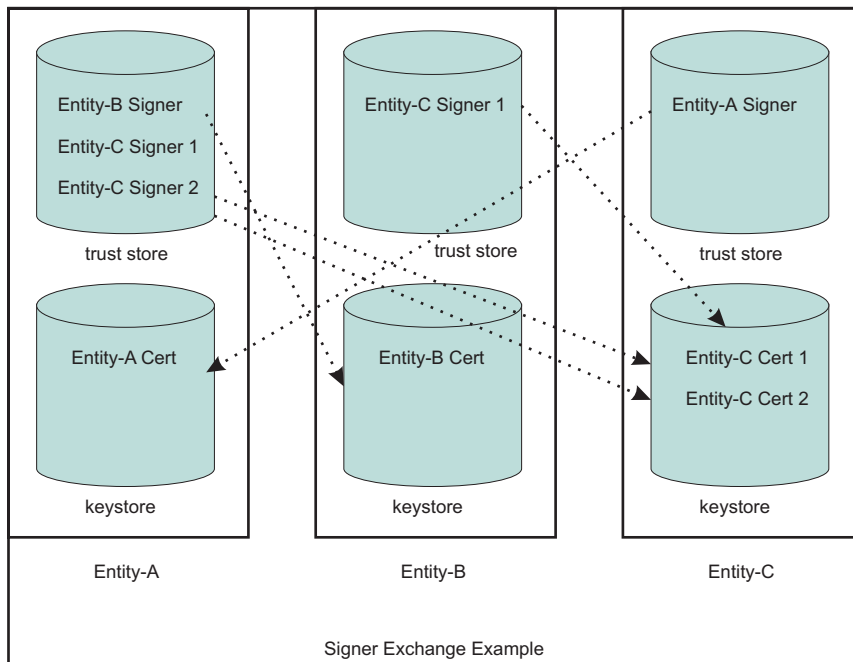 Entity-B Signer
Entity-C Signer 1
Entity-C Signer 2
trust store
Entity-A Cert
keystore
Entity-A
Entity-C Signer 1
trust store
Entity-B Cert
keystore
Entity-B
Entity-A Signer
trust store
Entity-C Cert 1
Entity-C Cert 2
keystore
Entity-C
Signer Exchange Example